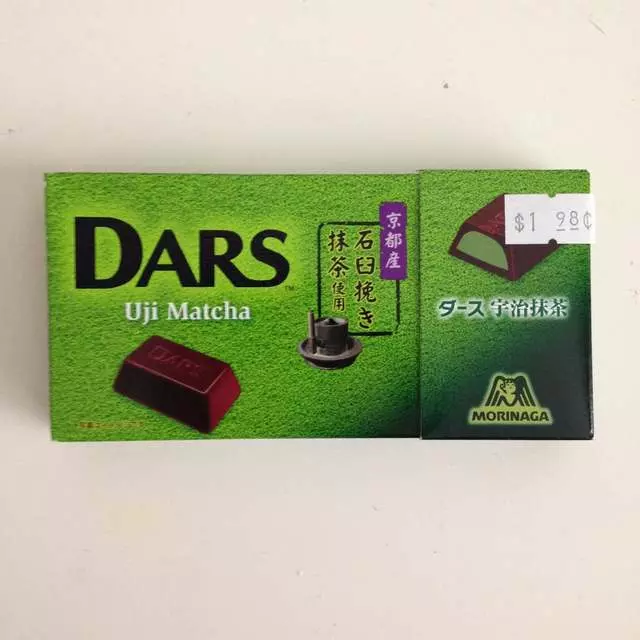 DARS
Uji Matcha
京都産
石臼挽き
抹茶使用
DARS
$1 98¢
ダース 宇治抹茶
MORINAGA